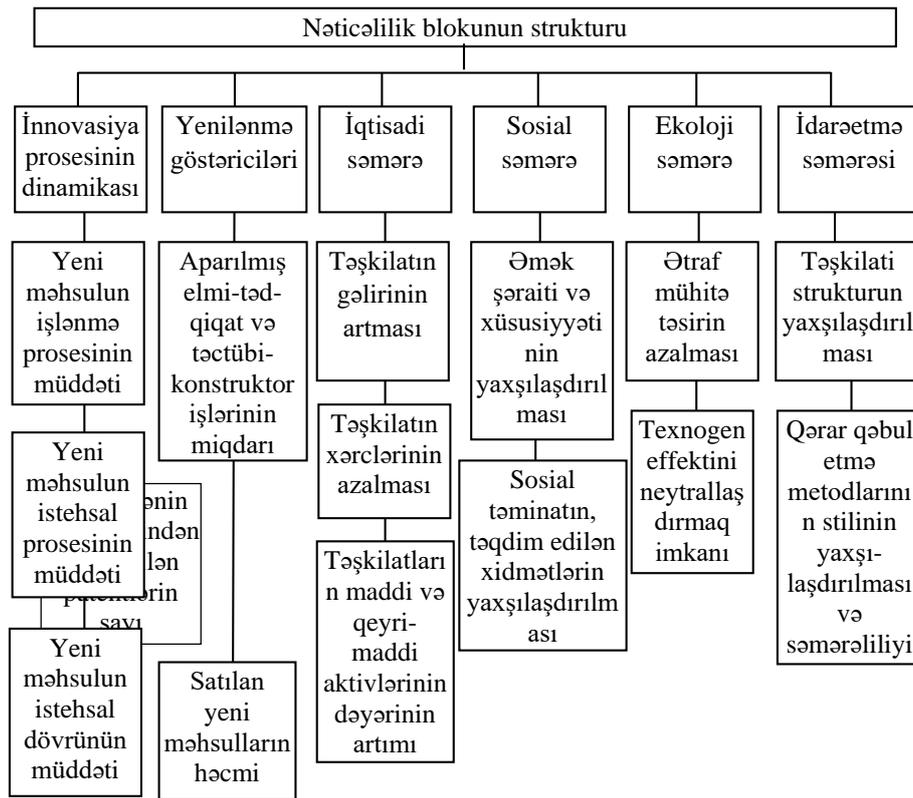 Nəticəlilik blokunun strukturu
İnnovasiya
prosesinin
dinamikası
Yeni
məhsulun
işlənmə
prosesinin
müddəti
Yeni
məhsulun
istehsal
prosesinin
müddəti
sayı
Yeni
məhsulun
istehsal
dövrünün
müddəti
Yenilənmə
göstəriciləri
Aparılmış
elmi-təd-
qiqat və
təctübi-
konstruktor
işlərinin
miqdarı
Satılan
yeni
məhsulların
həcmi
İqtisadi
səmərə
Təşkilatın
gəlirinin
artması
Təşkilatın
xərclərinin
azalması
Təşkilatları
n maddi və
qeyri-
maddi
aktivlərinin
dəyərinin
artımı
Sosial
səmərə
Əmək
şəraiti və
xüsusiyyəti
nin
yaxşılaşdırıl
ması
Sosial
təminatın,
təqdim edilən
xidmətlərin
yaxşılaşdırılm
ası
Ekoloji
səmərə
Ətraf
mühitə
təsirin
azalması
Texnogen
effektini
neytrallaş
dırmaq
imkanı
İdarəetmə
səmərəsi
Təşkilati
strukturun
yaxşılaşdırıl
ması
Qərar qəbul
etmə
metodlarını
n stilinin
yaxşı-
laşdırılması
və
səmərəliliyi